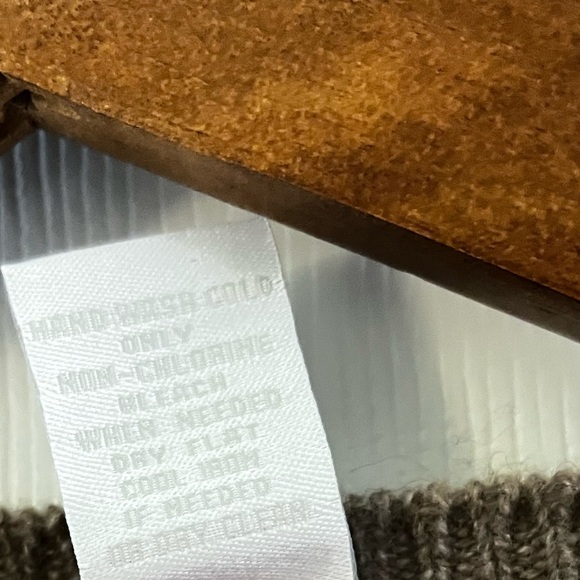 HAND WASH COLD
ONLY
NON-CHLORINE
BLEACH
WHEN NEEDED
DRY FLAT
COOL IRON
IF NEEDED
OR DRY CLEAN